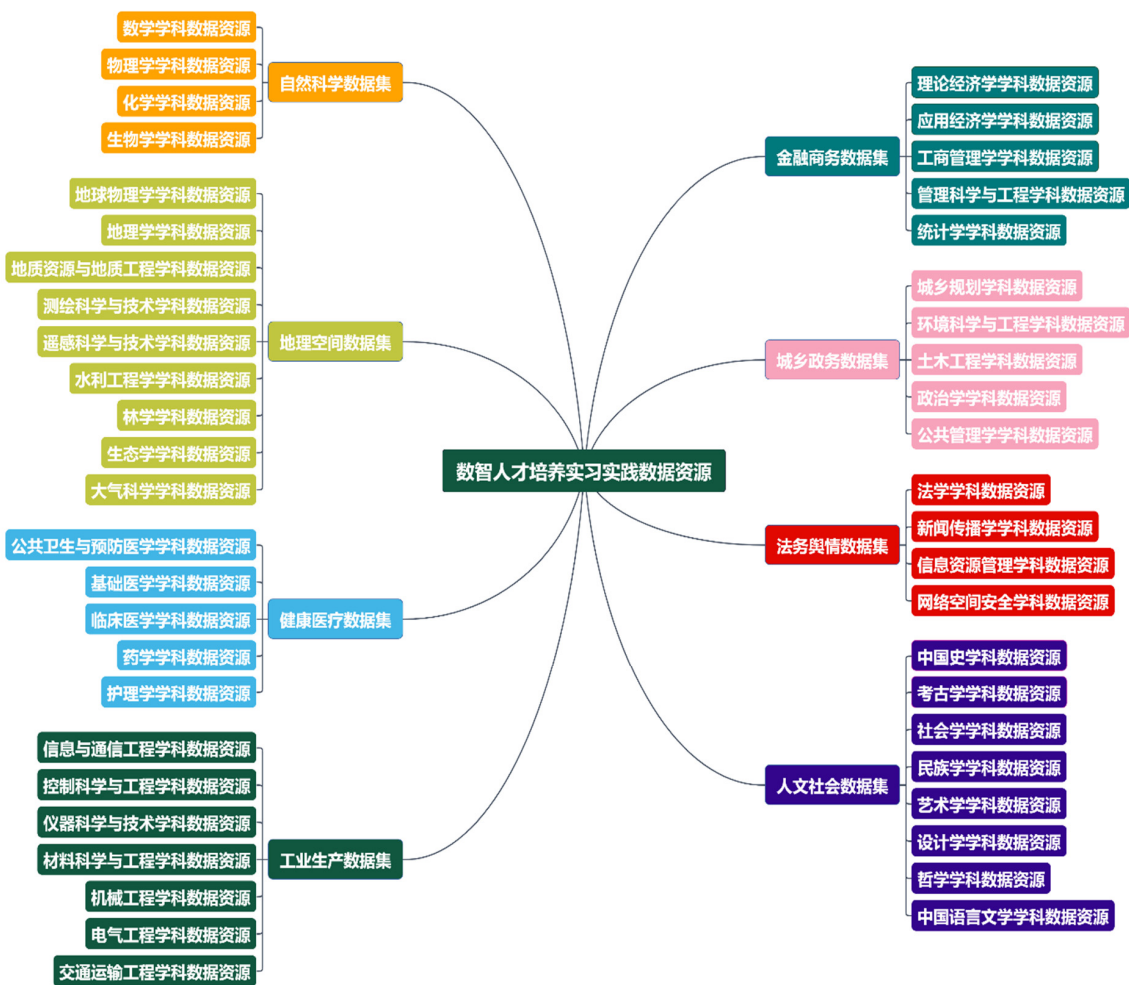 数智人才培养实习实践数据资源
自然科学数据集
数学学科数据资源
物理学学科数据资源
化学学科数据资源
生物学学科数据资源
地理空间数据集
地球物理学学科数据资源
地理学学科数据资源
地质资源与地质工程学科数据资源
测绘科学与技术学科数据资源
遥感科学与技术学科数据资源
水利工程学学科数据资源
林学学科数据资源
生态学学科数据资源
大气科学学科数据资源
健康医疗数据集
公共卫生与预防医学学科数据资源
基础医学学科数据资源
临床医学学科数据资源
药学学科数据资源
护理学学科数据资源
工业生产数据集
信息与通信工程学科数据资源
控制科学与工程学科数据资源
仪器科学与技术学科数据资源
材料科学与工程学科数据资源
机械工程学科数据资源
电气工程学科数据资源
交通运输工程学科数据资源
金融商务数据集
理论经济学学科数据资源
应用经济学学科数据资源
工商管理学学科数据资源
管理科学与工程学科数据资源
统计学学科数据资源
城乡政务数据集
城乡规划学科数据资源
环境科学与工程学科数据资源
土木工程学科数据资源
政治学学科数据资源
公共管理学学科数据资源
法务舆情数据集
法学学科数据资源
新闻传播学学科数据资源
信息资源管理学科数据资源
网络空间安全学科数据资源
人文社会数据集
中国史学科数据资源
考古学学科数据资源
社会学学科数据资源
民族学学科数据资源
艺术学学科数据资源
设计学学科数据资源
哲学学科数据资源
中国语言文学学科数据资源